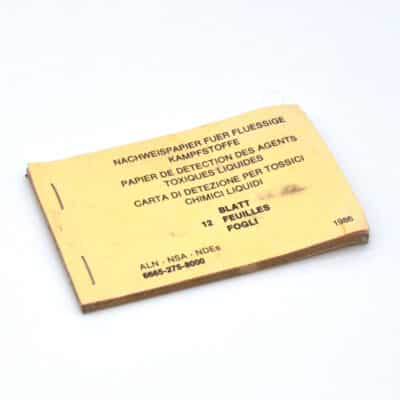 NACHWEISPAPIER FUER FLUESSIGE
KAMPFSTOFFE
PAPIER DE DETECTION DES AGENTS
TOXIQUES LIQUIDES
CARTA DI DETEZIONE PER TOSSICI
CHIMICI LIQUIDI
BLATT
12 FEUILLES
FOGLI
1986
ALN - NSA - NDEs
6665-275-8000